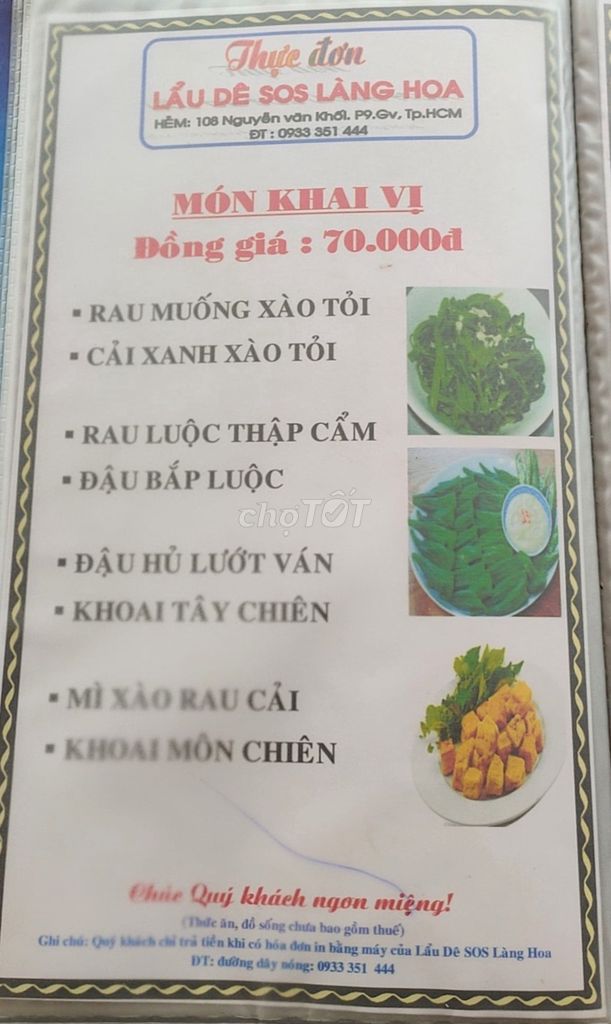 Thực đơn
LẨU DÊ SOS LÀNG HOA
HẺM: 108 Nguyễn văn Khối. P9.Gv, Tp.HCM
ĐT : 0933 351 444
MÓN KHAI VỊ
Đồng giá : 70.000đ
▪ RAU MUỐNG XÀO TỎI
▪ CẢI XANH XÀO TỎI
▪ RAU LUỘC THẬP CẨM
▪ ĐẬU BẮP LUỘC
chợTỐT
▪ ĐẬU HỦ LƯỚT VÁN
▪ KHOAI TÂY CHIÊN
▪ MÌ XÀO RAU CẢI
▪ KHOAI MÔN CHIÊN
Chúc Quý khách ngon miệng!
(Thức ăn, đồ sống chưa bao gồm thuế)
Ghi chú: Quý khách chỉ trả tiền khi có hóa đơn in bằng máy của Lẩu Dê SOS Làng Hoa
ĐT: đường dây nóng: 0933 351 444